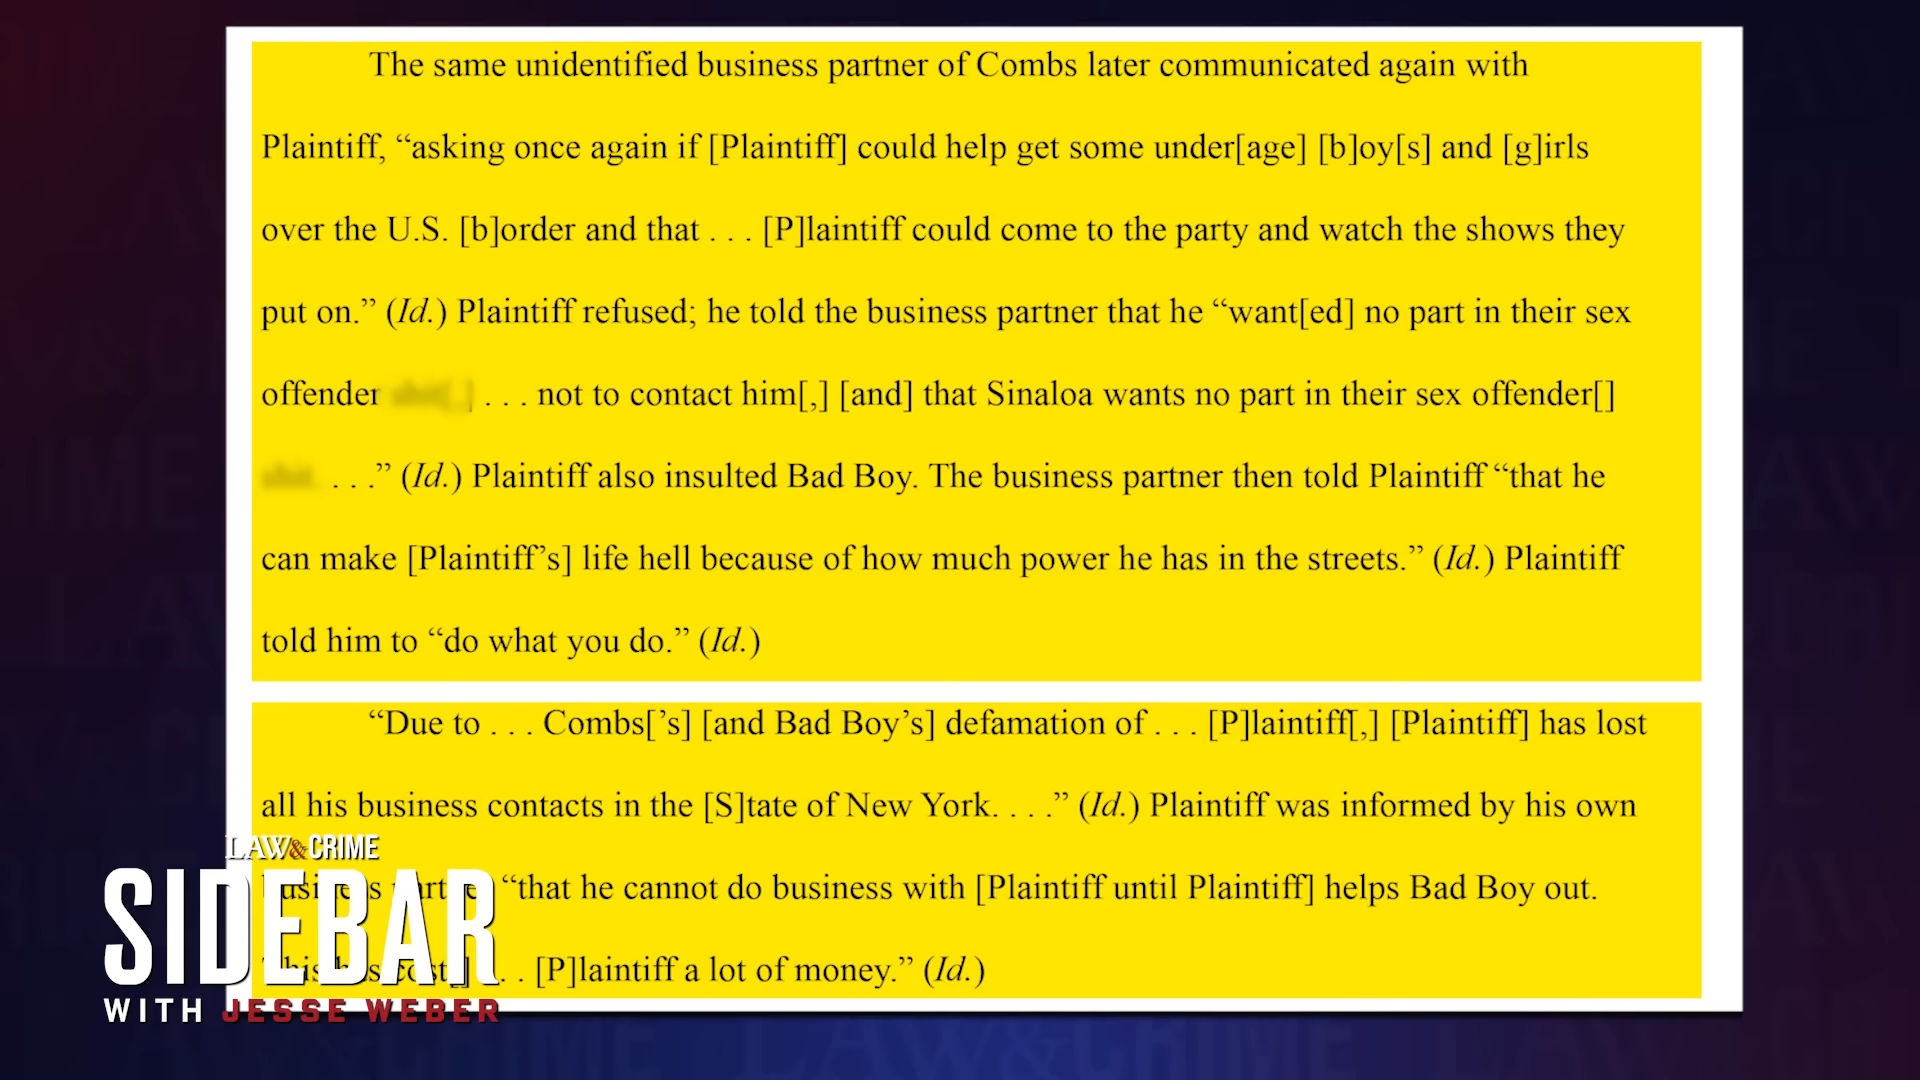 The same unidentified business partner of Combs later communicated again with
Plaintiff, “asking once again if [Plaintiff] could help get some under[age] [b]oy[s] and [g]irls
over the U.S. [b]order and that . . . [P]laintiff could come to the party and watch the shows they
put on.” (Id.) Plaintiff refused; he told the business partner that he “want[ed] no part in their sex
offender . . . not to contact him[,] [and] that Sinaloa wants no part in their sex offender[]
. . .” (Id.) Plaintiff also insulted Bad Boy. The business partner then told Plaintiff “that he
can make [Plaintiff’s] life hell because of how much power he has in the streets.” (Id.) Plaintiff
told him to “do what you do.” (Id.)
“Due to . . . Combs[’s] [and Bad Boy’s] defamation of . . . [P]laintiff[,] [Plaintiff] has lost
all his business contacts in the [S]tate of New York. . . .” (Id.) Plaintiff was informed by his own
business partner “that he cannot do business with [Plaintiff until Plaintiff] helps Bad Boy out.
This has cost[] . . . [P]laintiff a lot of money.” (Id.)
LAW&CRIME
SIDEBAR
WITH JESSE WEBER